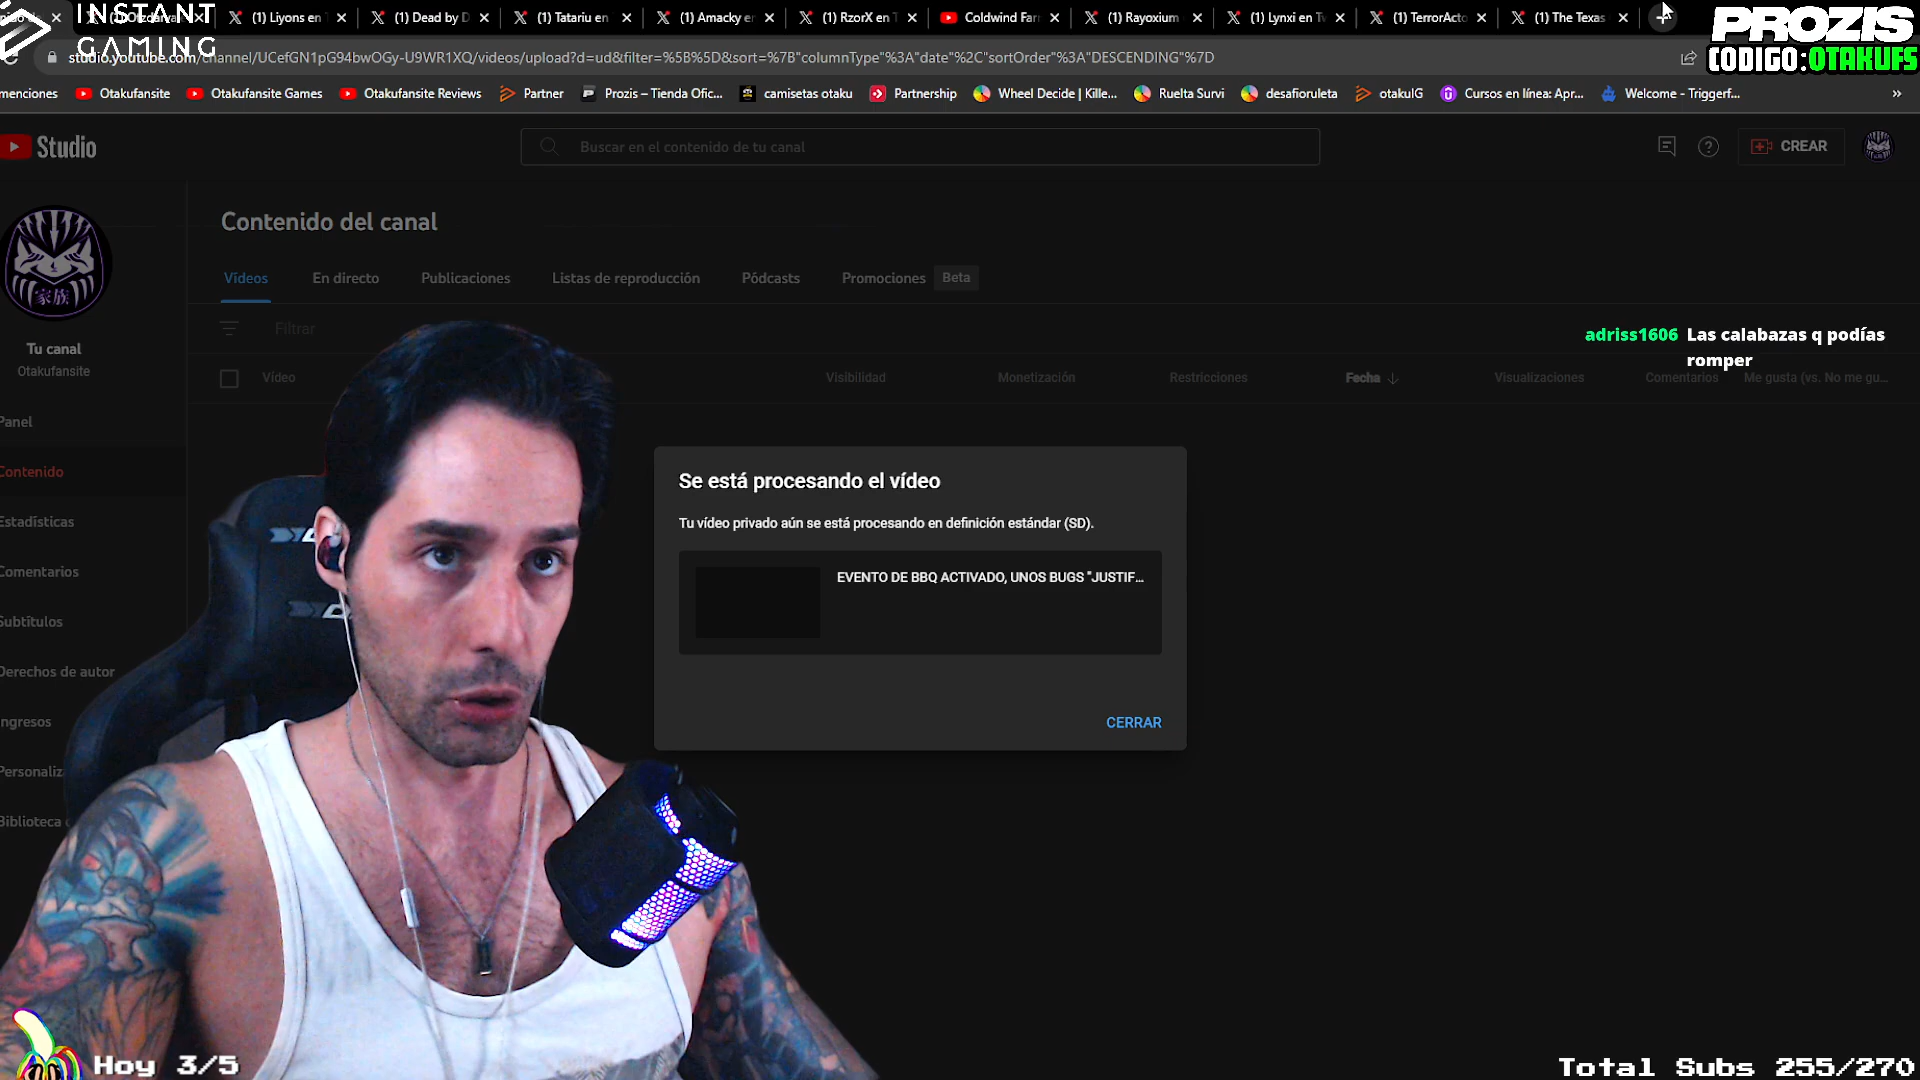 INSTANT
GAMING
(1) Liyons en
(1) Dead by D
(1) Tatariu en
(1) Amacky en
(1) RzorX en T
Coldwind Far
(1) Rayoxium
(1) Lynxi en Tw
(1) TerrorActo
(1) The Texas
PROZIS
CODIGO:OTAKUFS
studio.youtube.com/channel/UCefGN1pG94bwOGy-U9WR1XQ/videos/upload?d=ud&filter=%5B%5D&sort=%7B"columnType"%3A"date"%2C"sortOrder"%3A"DESCENDING"%7D
menciones
Otakufansite
Otakufansite Games
Otakufansite Reviews
Partner
Prozis – Tienda Ofic...
camisetas otaku
Partnership
Wheel Decide | Kille...
Ruelta Survi
desafioruleta
otakuIG
Cursos en línea: Apr...
Welcome - Triggerf...
»
Studio
Buscar en el contenido de tu canal
CREAR
Contenido del canal
Vídeos
En directo
Publicaciones
Listas de reproducción
Pódcasts
Promociones
Beta
家族
Filtrar
adriss1606 Las calabazas q podías
romper
Tu canal
Otakufansite
Vídeo
Visibilidad
Monetización
Restricciones
Fecha
Visualizaciones
Comentarios
Me gusta (vs. No me gu...
Panel
Contenido
Estadísticas
Comentarios
Subtítulos
Derechos de autor
Ingresos
Personaliz
Biblioteca
Se está procesando el vídeo
Tu vídeo privado aún se está procesando en definición estándar (SD).
EVENTO DE BBQ ACTIVADO, UNOS BUGS "JUSTIF...
CERRAR
Hoy 3/5
Total Subs 255/270